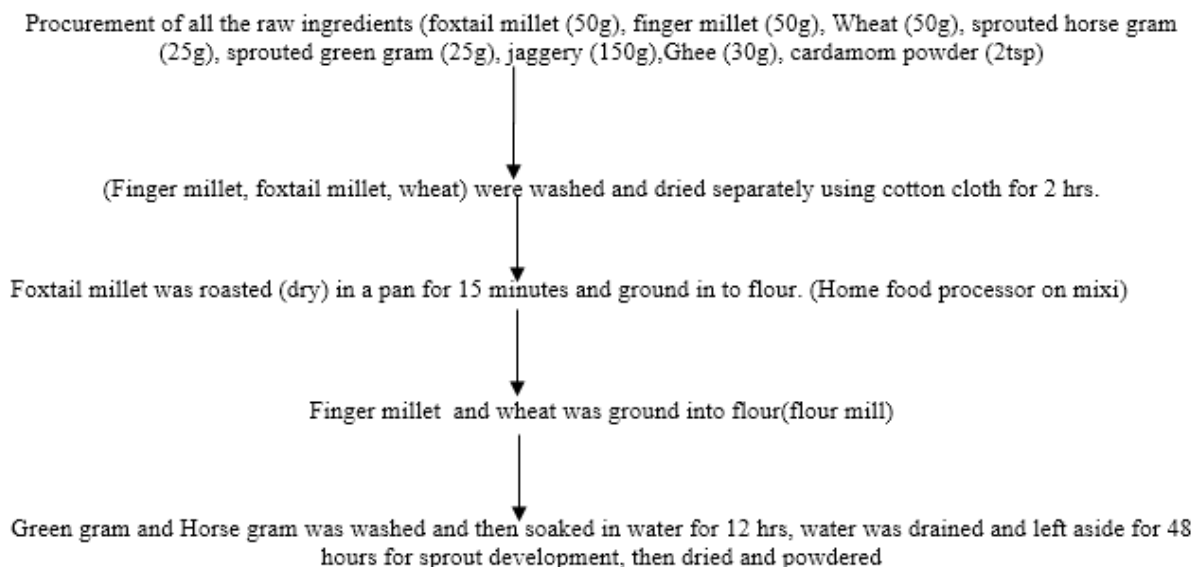 Procurement of all the raw ingredients (foxtail millet (50g), finger millet (50g), Wheat (50g), sprouted horse gram
(25g), sprouted green gram (25g), jaggery (150g),Ghee (30g), cardamom powder (2tsp)
(Finger millet, foxtail millet, wheat) were washed and dried separately using cotton cloth for 2 hrs.
Foxtail millet was roasted (dry) in a pan for 15 minutes and ground in to flour. (Home food processor on mixi)
Finger millet and wheat was ground into flour(flour mill)
Green gram and Horse gram was washed and then soaked in water for 12 hrs, water was drained and left aside for 48
hours for sprout development, then dried and powdered